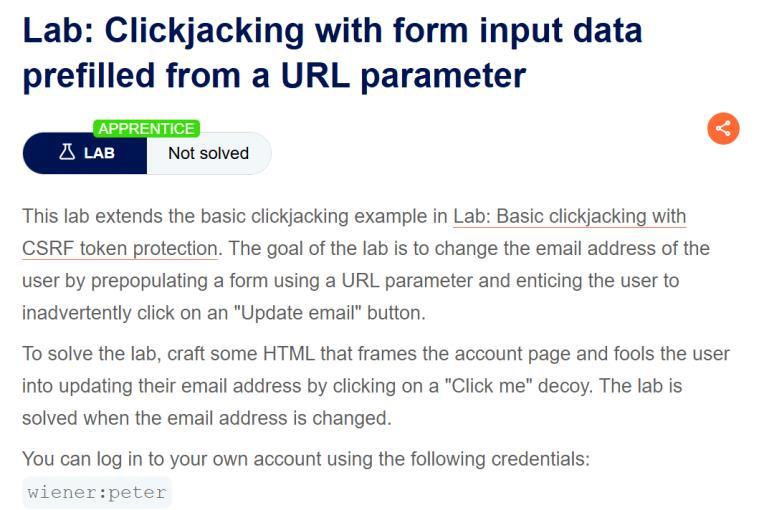 Lab: Clickjacking with form input data
prefilled from a URL parameter
APPRENTICE
LAB
Not solved
This lab extends the basic clickjacking example in Lab: Basic clickjacking with
CSRF token protection. The goal of the lab is to change the email address of the
user by prepopulating a form using a URL parameter and enticing the user to
inadvertently click on an "Update email" button.
To solve the lab, craft some HTML that frames the account page and fools the user
into updating their email address by clicking on a "Click me" decoy. The lab is
solved when the email address is changed.
You can log in to your own account using the following credentials:
wiener:peter